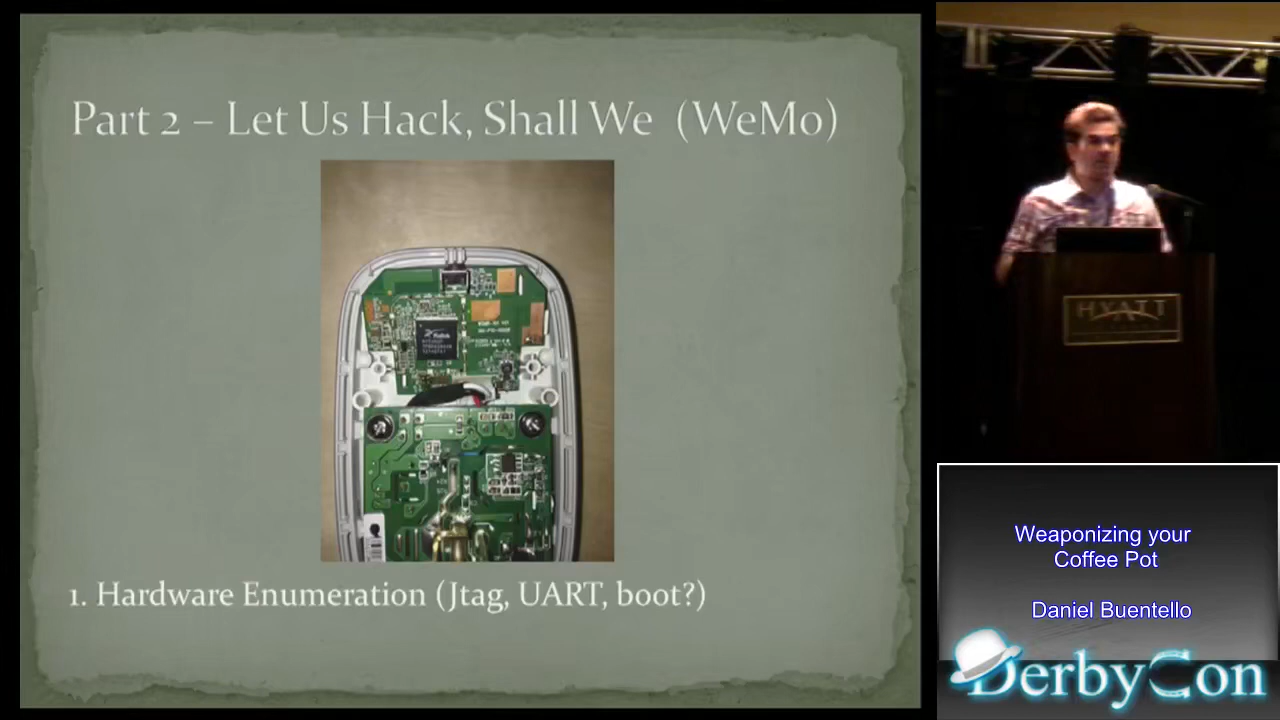 Part 2 – Let Us Hack, Shall We (WeMo)
1. Hardware Enumeration (Jtag, UART, boot?)
HYATT
Weaponizing your
Coffee Pot
Daniel Buentello
DerbyCon